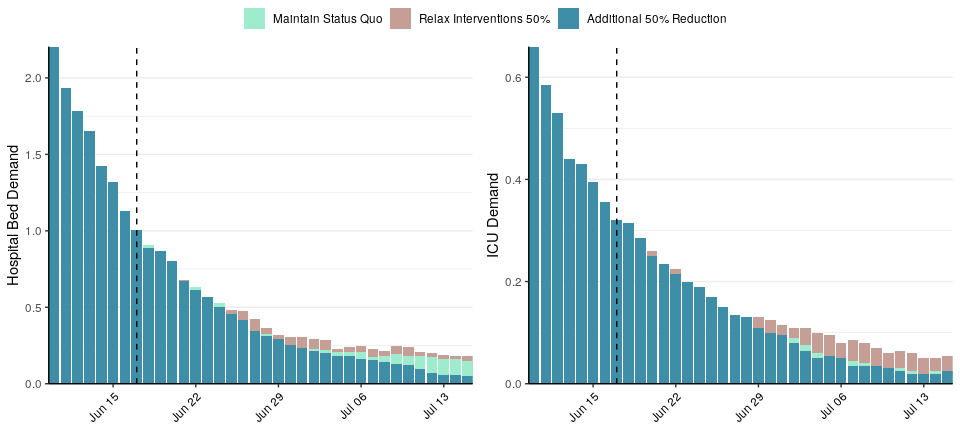 Maintain Status Quo Relax Interventions 50% Additional 50% Reduction
Hospital Bed Demand
2.0
1.5
1.0
0.5
0.0
Jun 15 Jun 22 Jun 29 Jul 06 Jul 13
ICU Demand
0.6
0.4
0.2
0.0
Jun 15 Jun 22 Jun 29 Jul 06 Jul 13